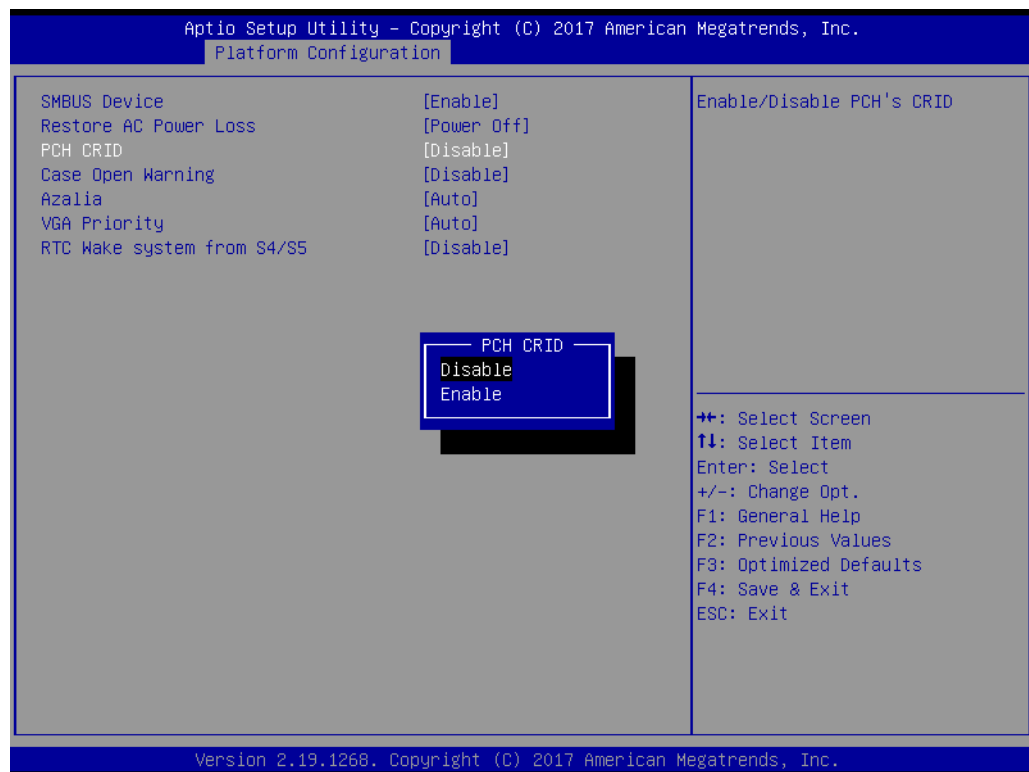 Aptio Setup Utility – Copyright (C) 2017 American Megatrends, Inc.
Platform Configuration
SMBUS Device [Enable]
Restore AC Power Loss [Power Off]
PCH CRID [Disable]
Case Open Warning [Disable]
Azalia [Auto]
VGA Priority [Auto]
RTC Wake system from S4/S5 [Disable]
PCH CRID
Disable
Enable
Enable/Disable PCH's CRID
→←: Select Screen
↑↓: Select Item
Enter: Select
+/-: Change Opt.
F1: General Help
F2: Previous Values
F3: Optimized Defaults
F4: Save & Exit
ESC: Exit
Version 2.19.1268. Copyright (C) 2017 American Megatrends, Inc.